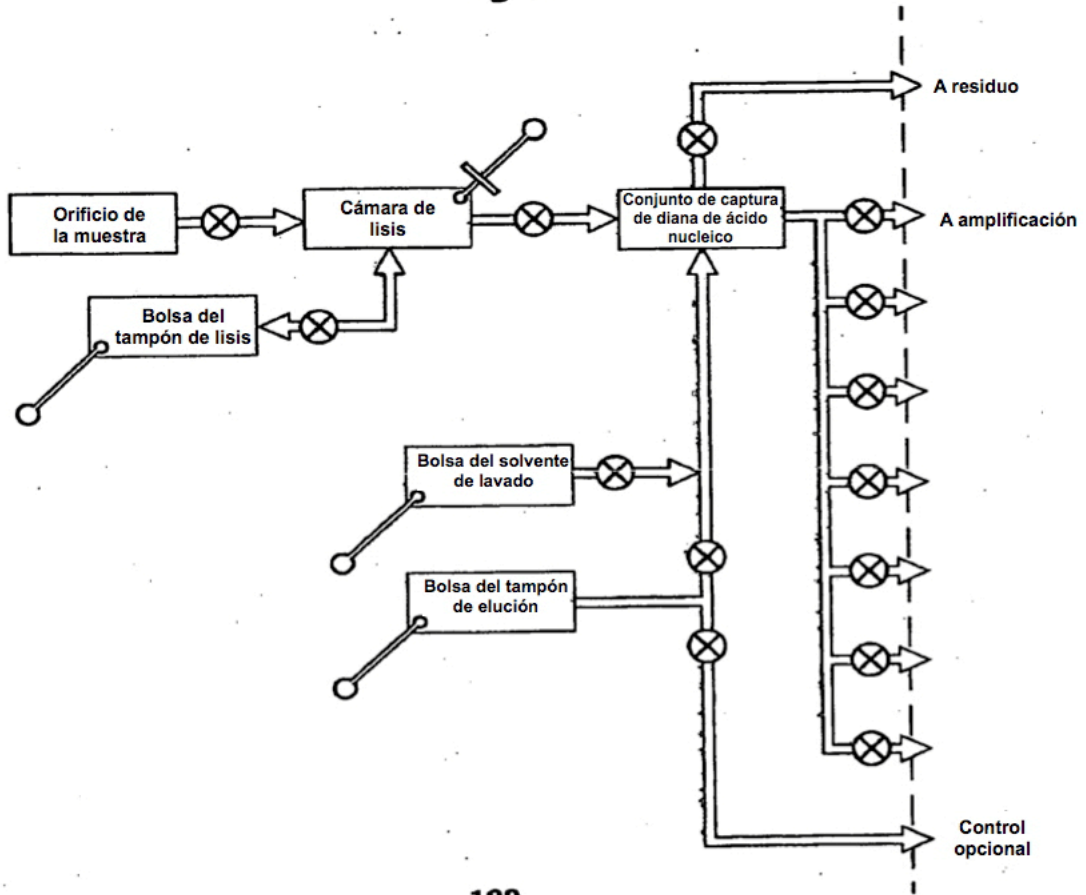 A residuo
Orificio de
la muestra
Cámara de
lisis
Conjunto de captura
de diana de ácido
nucleico
A amplificación
Bolsa del
tampón de lisis
Bolsa del solvente
de lavado
Bolsa del tampón
de elución
Control
opcional